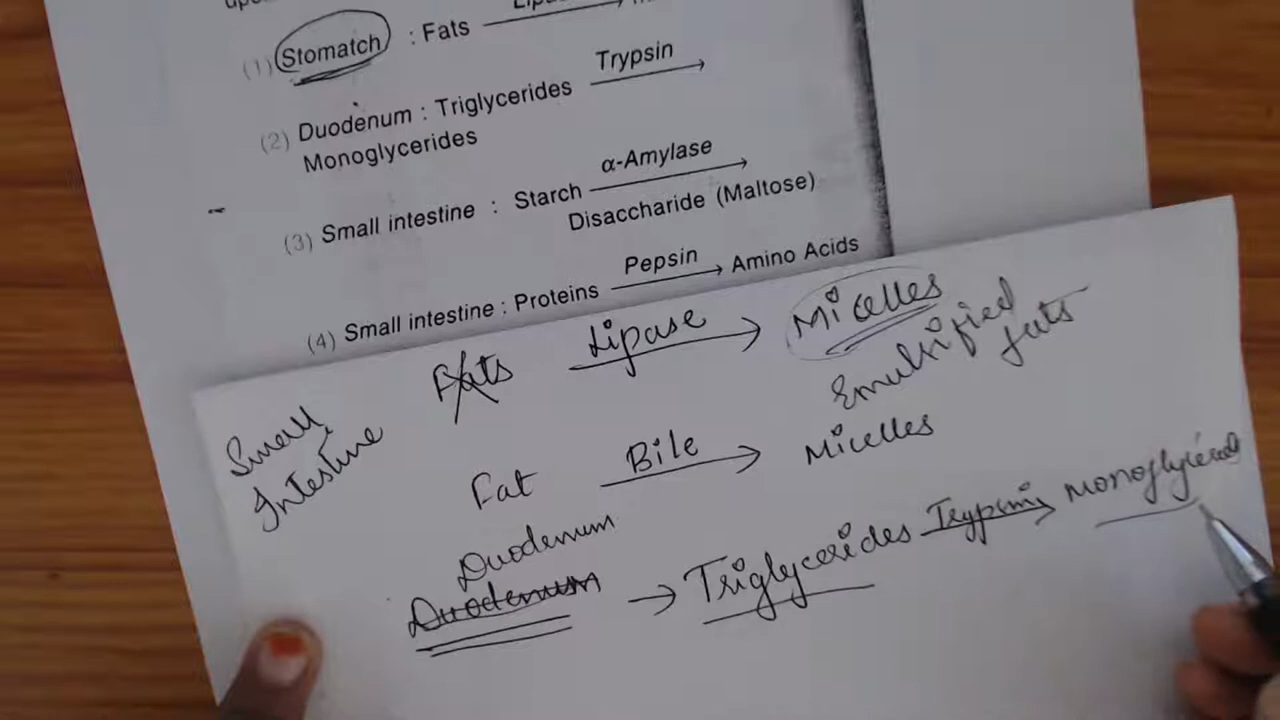 (1) Stomatch : Fats
(2) Duodenum : Triglycerides Trypsin
Monoglycerides
(3) Small intestine : Starch α-Amylase
Disaccharide (Maltose)
(4) Small intestine : Proteins Pepsin Amino Acids
Small Intestine
Fats Lipase Micelles
Emulsified fats
Fat Bile Micelles
Duodenum
Duodenum → Triglycerides Trypsin